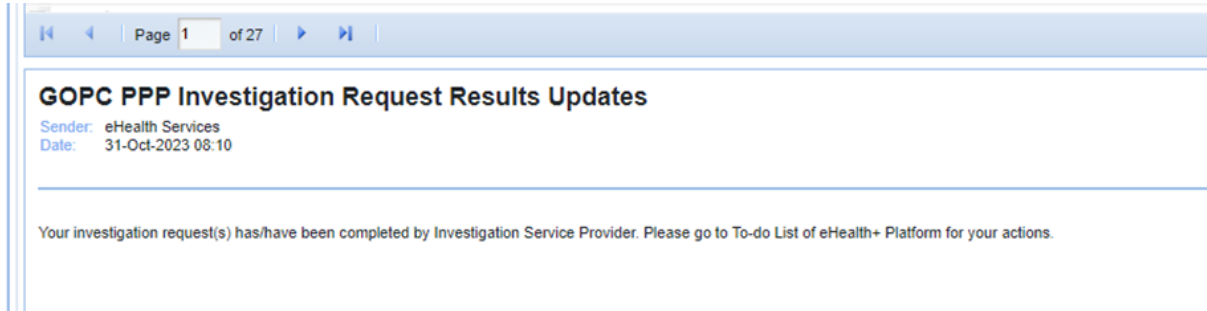 Page 1 of 27
GOPC PPP Investigation Request Results Updates
Sender: eHealth Services
Date: 31-Oct-2023 08:10
Your investigation request(s) has/have been completed by Investigation Service Provider. Please go to To-do List of eHealth+ Platform for your actions.